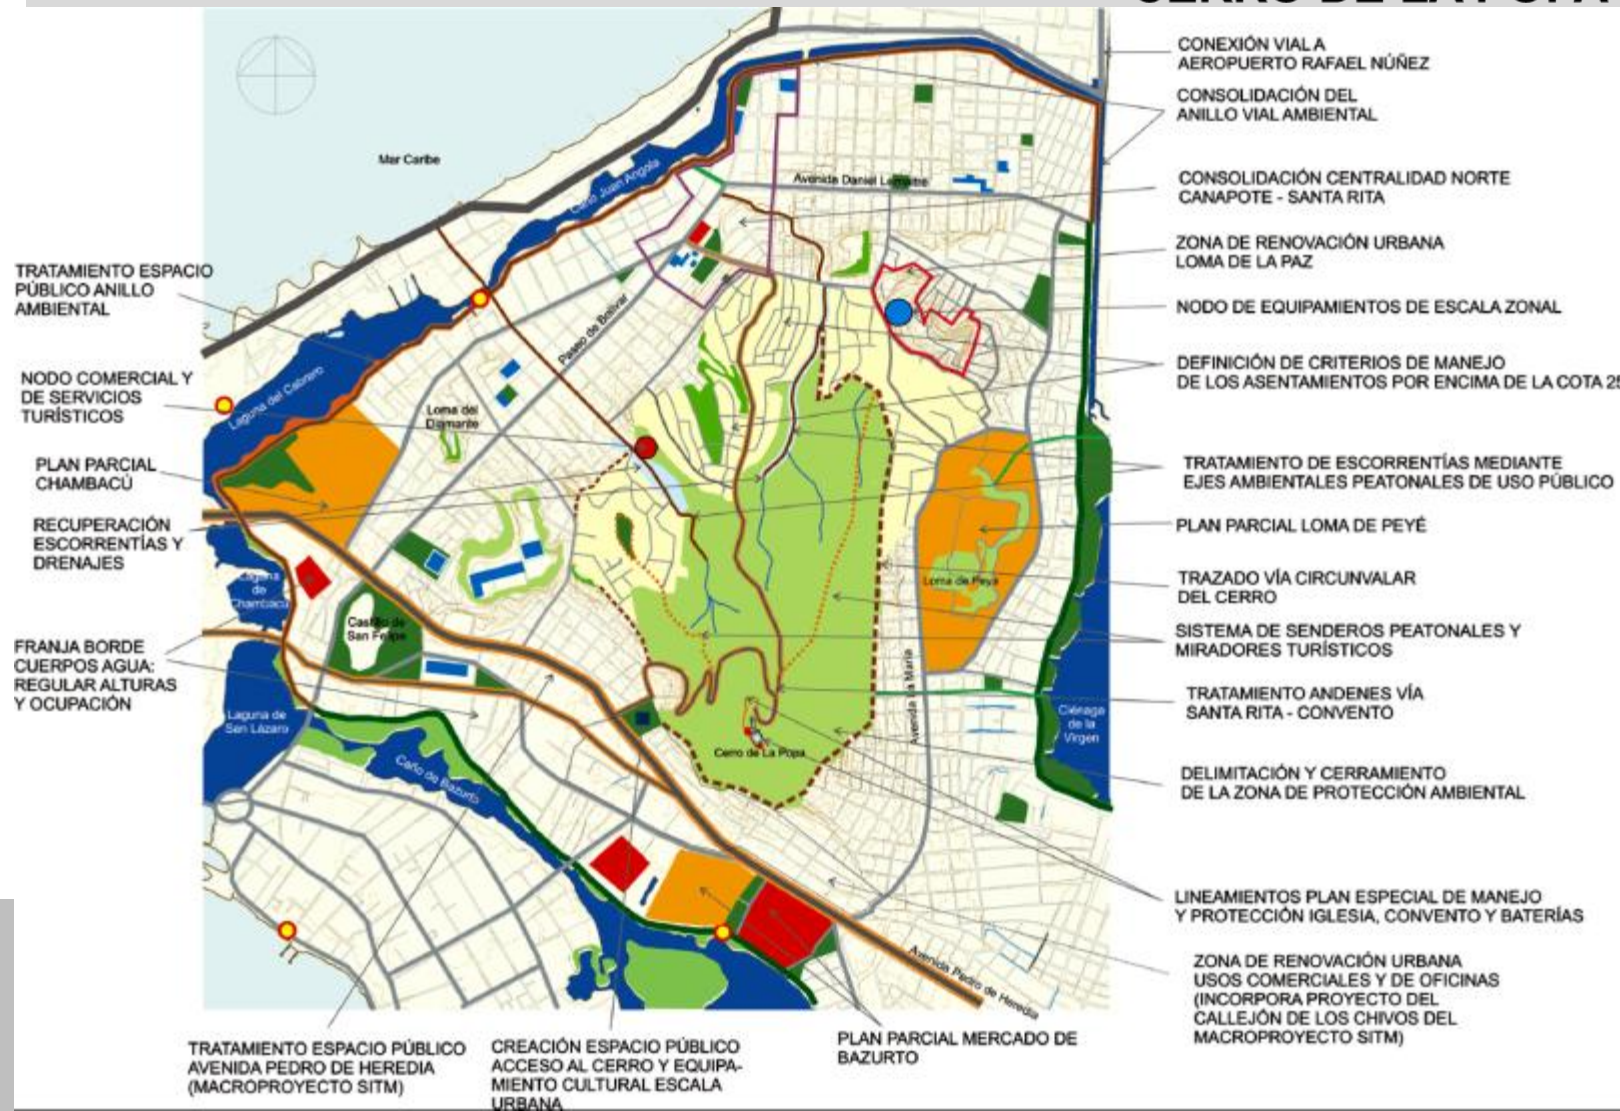 CERRO DE LA POPA
CONEXIÓN VIAL A
AEROPUERTO RAFAEL NÚÑEZ
CONSOLIDACIÓN DEL
ANILLO VIAL AMBIENTAL
CONSOLIDACIÓN CENTRALIDAD NORTE
CANAPOTE - SANTA RITA
ZONA DE RENOVACIÓN URBANA
LOMA DE LA PAZ
NODO DE EQUIPAMIENTOS DE ESCALA ZONAL
DEFINICIÓN DE CRITERIOS DE MANEJO
DE LOS ASENTAMIENTOS POR ENCIMA DE LA COTA 25
TRATAMIENTO DE ESCORRENTÍAS MEDIANTE
EJES AMBIENTALES PEATONALES DE USO PÚBLICO
PLAN PARCIAL LOMA DE PEYÉ
TRAZADO VÍA CIRCUNVALAR
DEL CERRO
SISTEMA DE SENDEROS PEATONALES Y
MIRADORES TURÍSTICOS
TRATAMIENTO ANDENES VÍA
SANTA RITA - CONVENTO
DELIMITACIÓN Y CERRAMIENTO
DE LA ZONA DE PROTECCIÓN AMBIENTAL
LINEAMIENTOS PLAN ESPECIAL DE MANEJO
Y PROTECCIÓN IGLESIA, CONVENTO Y BATERÍAS
ZONA DE RENOVACIÓN URBANA
USOS COMERCIALES Y DE OFICINAS
(INCORPORA PROYECTO DEL
CALLEJÓN DE LOS CHIVOS DEL
MACROPROYECTO SITM)
TRATAMIENTO ESPACIO
PÚBLICO ANILLO
AMBIENTAL
NODO COMERCIAL Y
DE SERVICIOS
TURÍSTICOS
PLAN PARCIAL
CHAMBACÚ
RECUPERACIÓN
ESCORRENTÍAS Y
DRENAJES
FRANJA BORDE
CUERPOS AGUA:
REGULAR ALTURAS
Y OCUPACIÓN
TRATAMIENTO ESPACIO PÚBLICO
AVENIDA PEDRO DE HEREDIA
(MACROPROYECTO SITM)
CREACIÓN ESPACIO PÚBLICO
ACCESO AL CERRO Y EQUIPA-
MIENTO CULTURAL ESCALA
URBANA
PLAN PARCIAL MERCADO DE
BAZURTO
Mar Caribe
Caño Juan Angola
Avenida Daniel Lemaitre
Paseo de Bolívar
Laguna del Cabrero
Loma del
Diamante
Laguna
de
Chambacú
Castillo de
San Felipe
Laguna de
San Lázaro
Caño de Bazurto
Cerro de La Popa
Loma de Peya
Avenida la María
Ciénaga
de la
Virgen
Avenida Pedro de Heredia